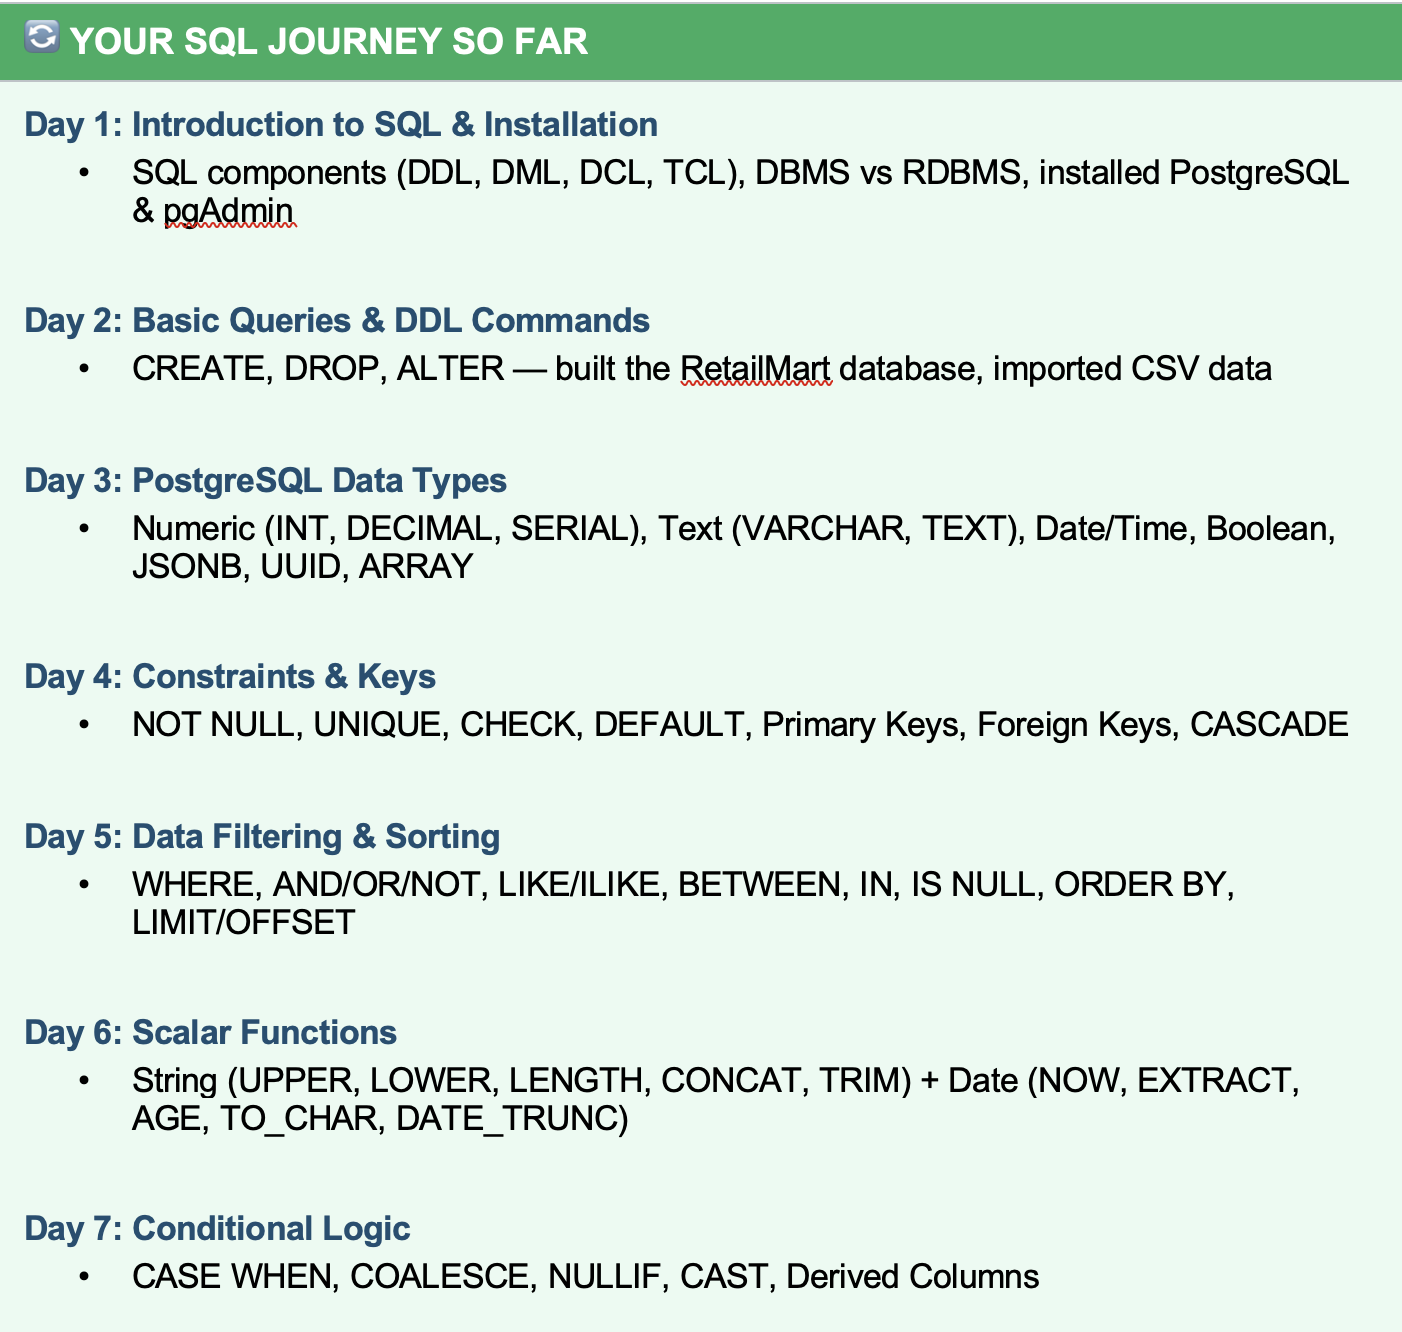 YOUR SQL JOURNEY SO FAR
Day 1: Introduction to SQL & Installation
• SQL components (DDL, DML, DCL, TCL), DBMS vs RDBMS, installed PostgreSQL
& pgAdmin
Day 2: Basic Queries & DDL Commands
• CREATE, DROP, ALTER — built the RetailMart database, imported CSV data
Day 3: PostgreSQL Data Types
• Numeric (INT, DECIMAL, SERIAL), Text (VARCHAR, TEXT), Date/Time, Boolean,
JSONB, UUID, ARRAY
Day 4: Constraints & Keys
• NOT NULL, UNIQUE, CHECK, DEFAULT, Primary Keys, Foreign Keys, CASCADE
Day 5: Data Filtering & Sorting
• WHERE, AND/OR/NOT, LIKE/ILIKE, BETWEEN, IN, IS NULL, ORDER BY,
LIMIT/OFFSET
Day 6: Scalar Functions
• String (UPPER, LOWER, LENGTH, CONCAT, TRIM) + Date (NOW, EXTRACT,
AGE, TO_CHAR, DATE_TRUNC)
Day 7: Conditional Logic
• CASE WHEN, COALESCE, NULLIF, CAST, Derived Columns